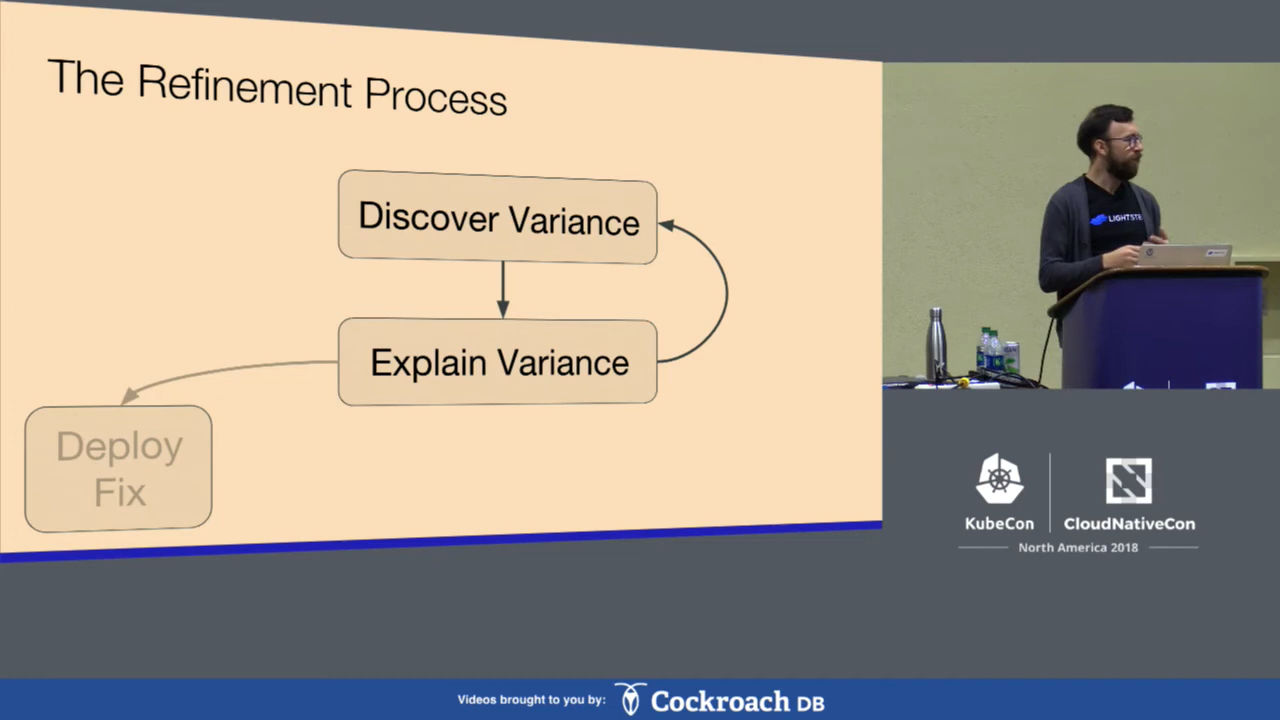 The Refinement Process
Discover Variance
Explain Variance
Deploy
Fix
LIGHTSTE
KubeCon
CloudNativeCon
North America 2018
Videos brought to you by:
Cockroach DB